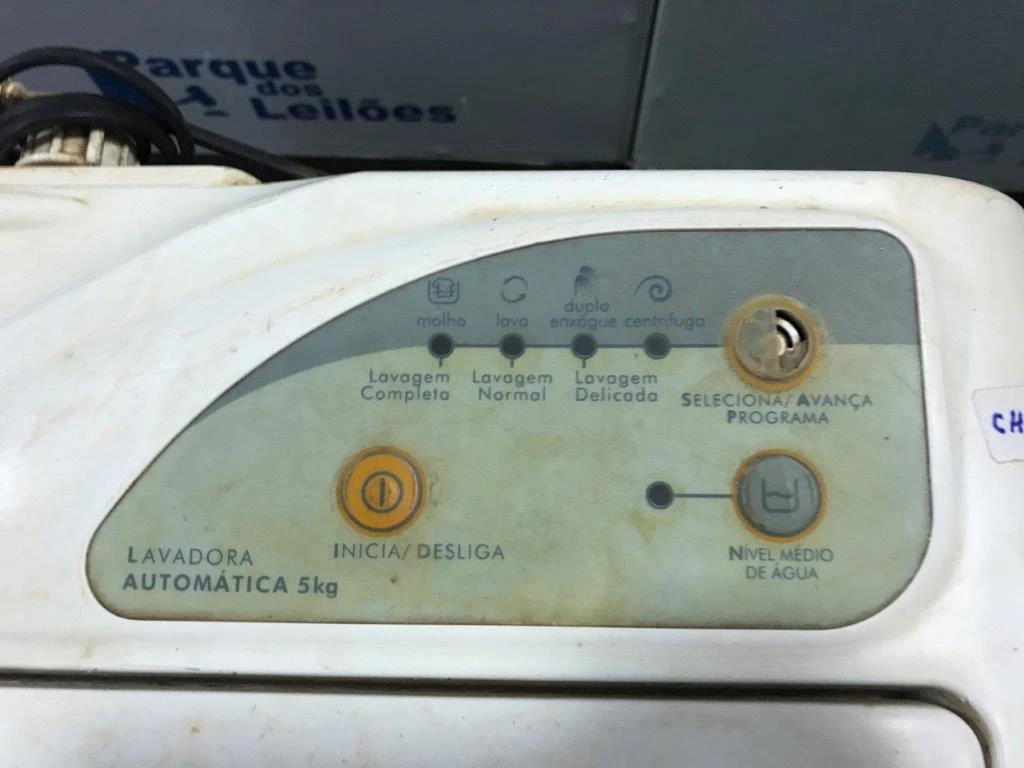 Parque
dos
Leilões
Par
molho lava duplo enxágue centrifuga
Lavagem Completa
Lavagem Normal
Lavagem Delicada
SELECIONA/AVANÇA
PROGRAMA
CH
INICIA/DESLIGA
NÍVEL MÉDIO
DE ÁGUA
LAVADORA
AUTOMÁTICA 5kg